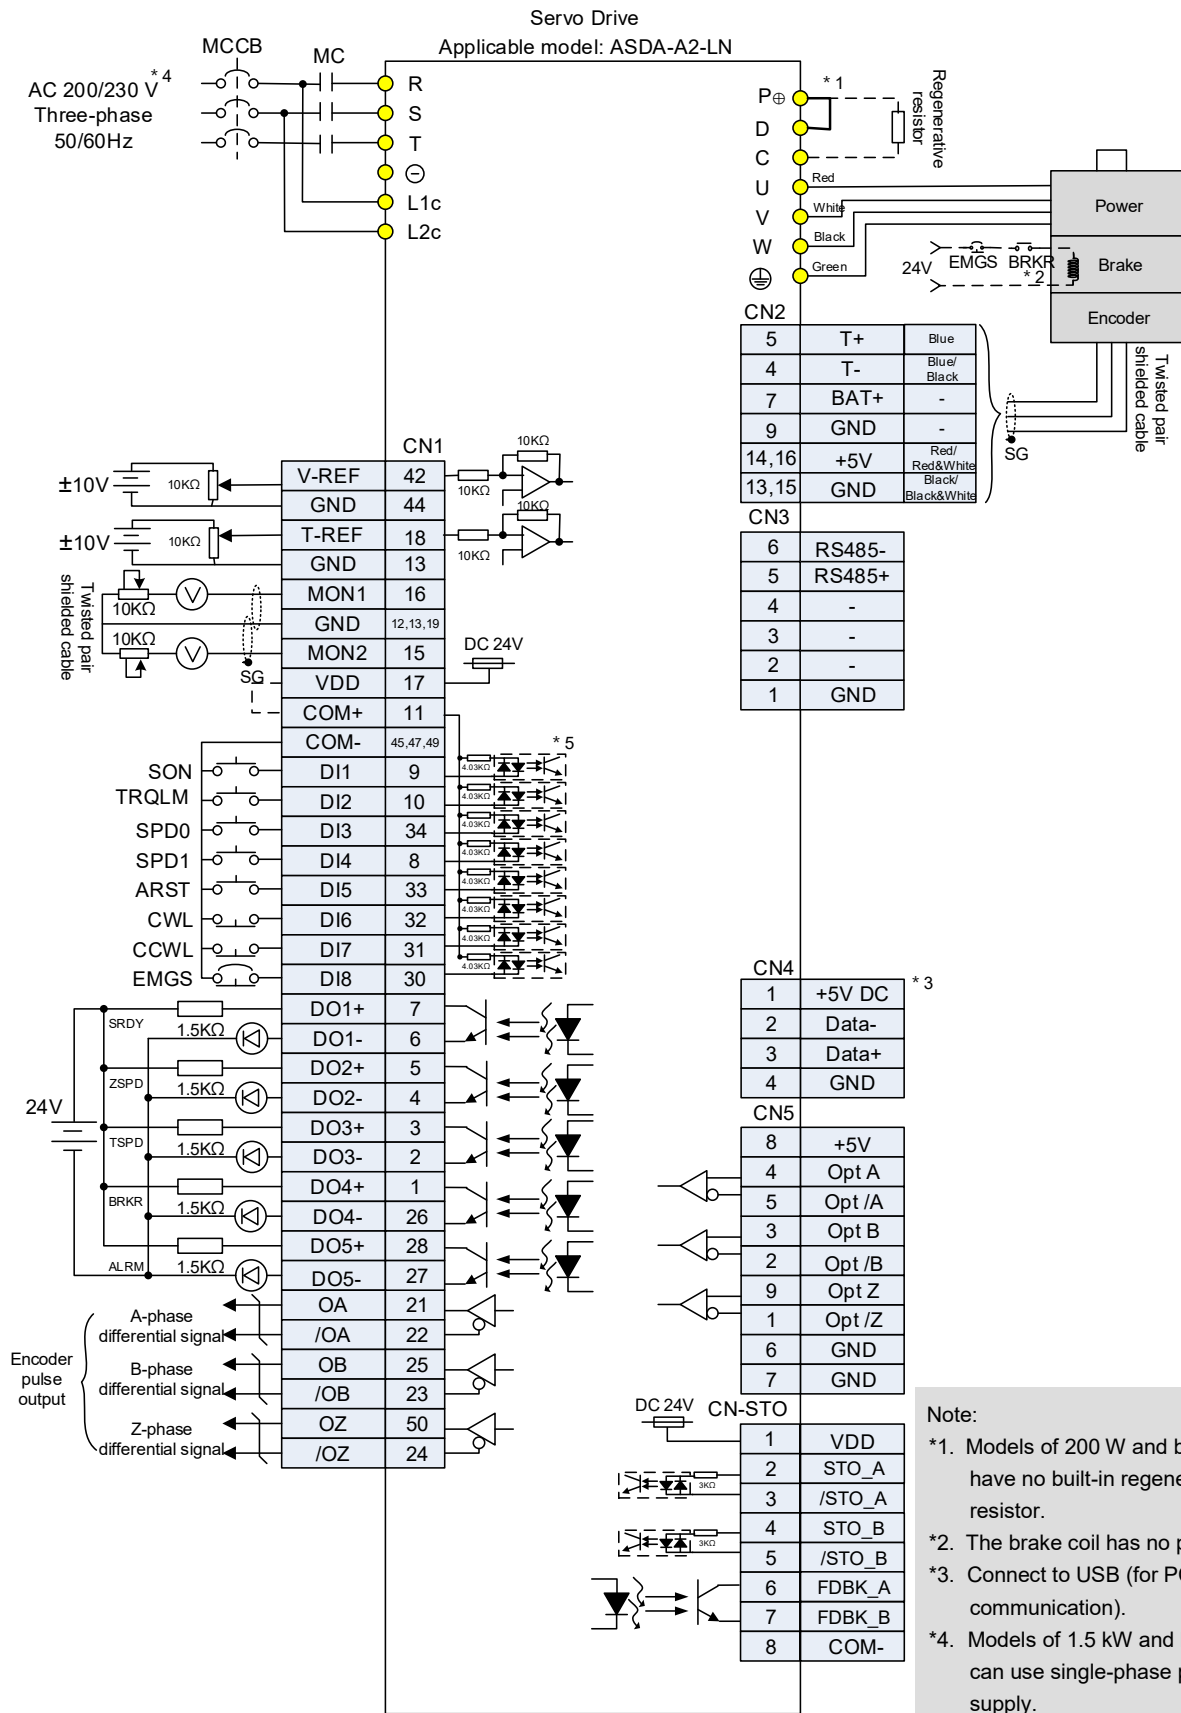 Servo Drive
Applicable model: ASDA-A2-LN
MCCB
MC
AC 200/230 V *4
Three-phase
50/60Hz
R
S
T
⊖
L1c
L2c
P⊕
D
C
U
V
W
* 1
Regenerative
resistor
Red
White
Black
Green
24V
EMGS
BRKR
* 2
Power
Brake
Encoder
Twisted pair
shielded cable
SG
CN2
5 T+ Blue
4 T- Blue/
Black
7 BAT+ -
9 GND -
14,16 +5V Red/
Red&White
13,15 GND Black/
Black&White
CN3
6 RS485-
5 RS485+
4 -
3 -
2 -
1 GND
CN1
±10V 10KΩ V-REF 42 10KΩ 10KΩ
GND 44
±10V 10KΩ T-REF 18 10KΩ 10KΩ
GND 13
Twisted pair
shielded cable
10KΩ V MON1 16
GND 12,13,19
10KΩ V MON2 15
SG
DC 24V
VDD 17
COM+ 11
COM- 45,47,49
* 5
SON DI1 9 4.03KΩ
TRQLM DI2 10 4.03KΩ
SPD0 DI3 34 4.03KΩ
SPD1 DI4 8 4.03KΩ
ARST DI5 33 4.03KΩ
CWL DI6 32 4.03KΩ
CCWL DI7 31 4.03KΩ
EMGS DI8 30 4.03KΩ
24V
SRDY 1.5KΩ DO1+ 7
DO1- 6
ZSPD 1.5KΩ DO2+ 5
DO2- 4
TSPD 1.5KΩ DO3+ 3
DO3- 2
BRKR 1.5KΩ DO4+ 1
DO4- 26
ALRM 1.5KΩ DO5+ 28
DO5- 27
Encoder
pulse
output
A-phase
differential signal
OA 21
/OA 22
B-phase
differential signal
OB 25
/OB 23
Z-phase
differential signal
OZ 50
/OZ 24
CN4
* 3
1 +5V DC
2 Data-
3 Data+
4 GND
CN5
8 +5V
4 Opt A
5 Opt /A
3 Opt B
2 Opt /B
9 Opt Z
1 Opt /Z
6 GND
7 GND
DC 24V
CN-STO
1 VDD
2 STO_A
3KΩ
3 /STO_A
4 STO_B
3KΩ
5 /STO_B
6 FDBK_A
7 FDBK_B
8 COM-
Note:
*1. Models of 200 W and
have no built-in
resistor.
*2. The brake coil has no
*3. Connect to USB (for
communication).
*4. Models of 1.5 kW and
can use single-phase
supply.